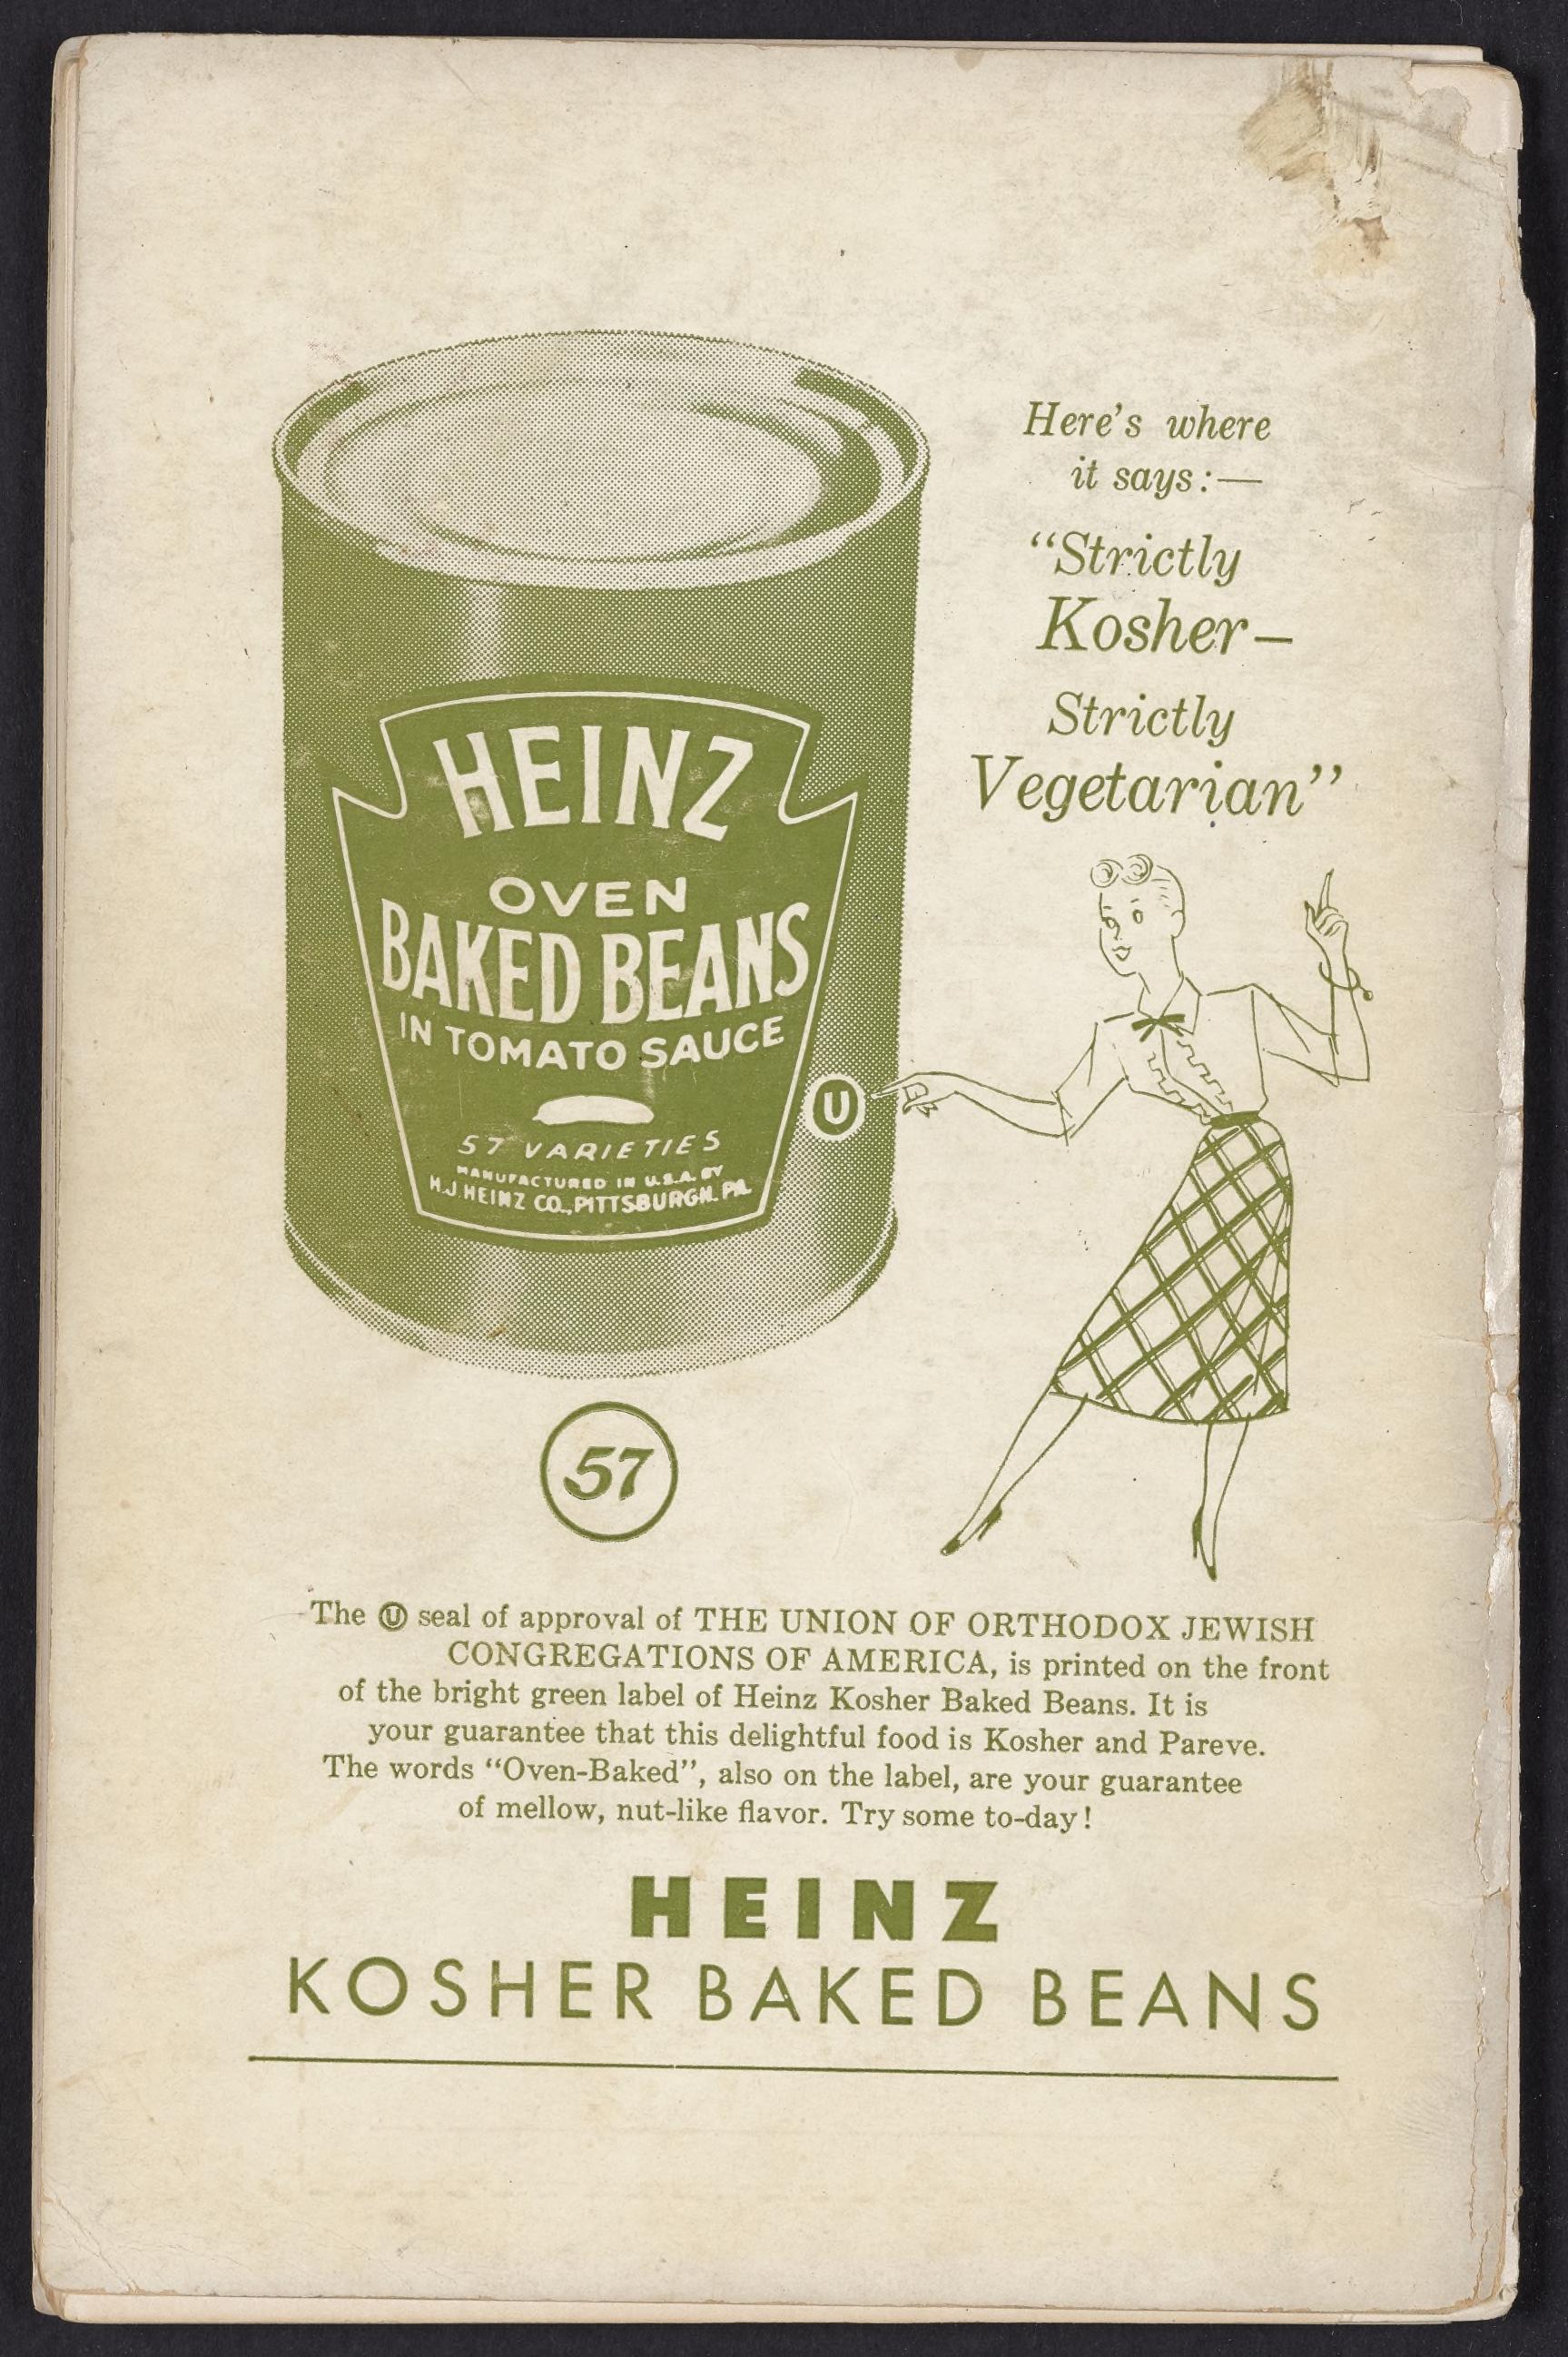 Here's where
it says:—
"Strictly
Kosher–
Strictly
Vegetarian"
HEINZ
OVEN
BAKED BEANS
IN TOMATO SAUCE
U
57 VARIETIES
MANUFACTURED IN U.S.A. BY
H.J. HEINZ CO., PITTSBURGH. PA.
57
The Ⓤ seal of approval of THE UNION OF ORTHODOX JEWISH
CONGREGATIONS OF AMERICA, is printed on the front
of the bright green label of Heinz Kosher Baked Beans. It is
your guarantee that this delightful food is Kosher and Pareve.
The words "Oven-Baked", also on the label, are your guarantee
of mellow, nut-like flavor. Try some to-day!
HEINZ
KOSHER BAKED BEANS